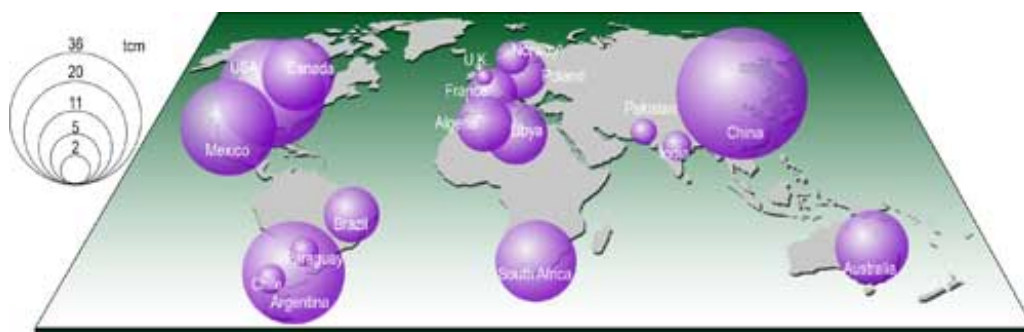 36 tcm
20
11
5
2
USA
Canada
Mexico
Brazil
Paraguay
Chile
Argentina
U.K.
Norway
Poland
France
Algeria
Libya
South Africa
Pakistan
India
China
Australia